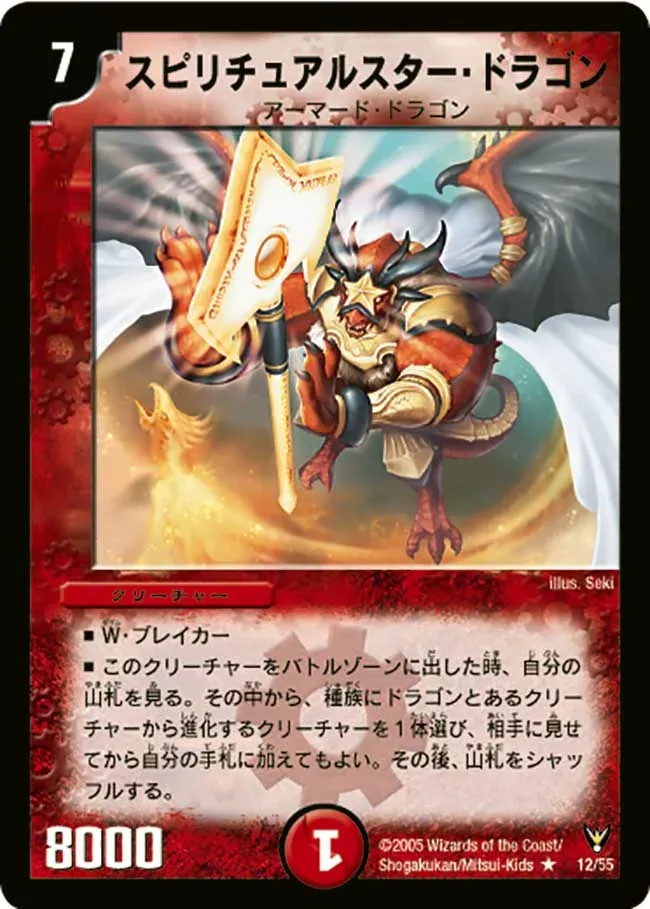 7
スピリチュアルスター・ドラゴン
アーマード・ドラゴン
illus. Seki
クリーチャー
■ W・ブレイカー
■ このクリーチャーをバトルゾーンに出した時、自分の
山札を見る。その中から、種族にドラゴンとあるクリー
チャーから進化するクリーチャーを1体選び、相手に見せ
てから自分の手札に加えてもよい。その後、山札をシャッ
フルする。
8000
1
©2005 Wizards of the Coast/
Shogakukan/Mitsui-Kids ★ 12/55